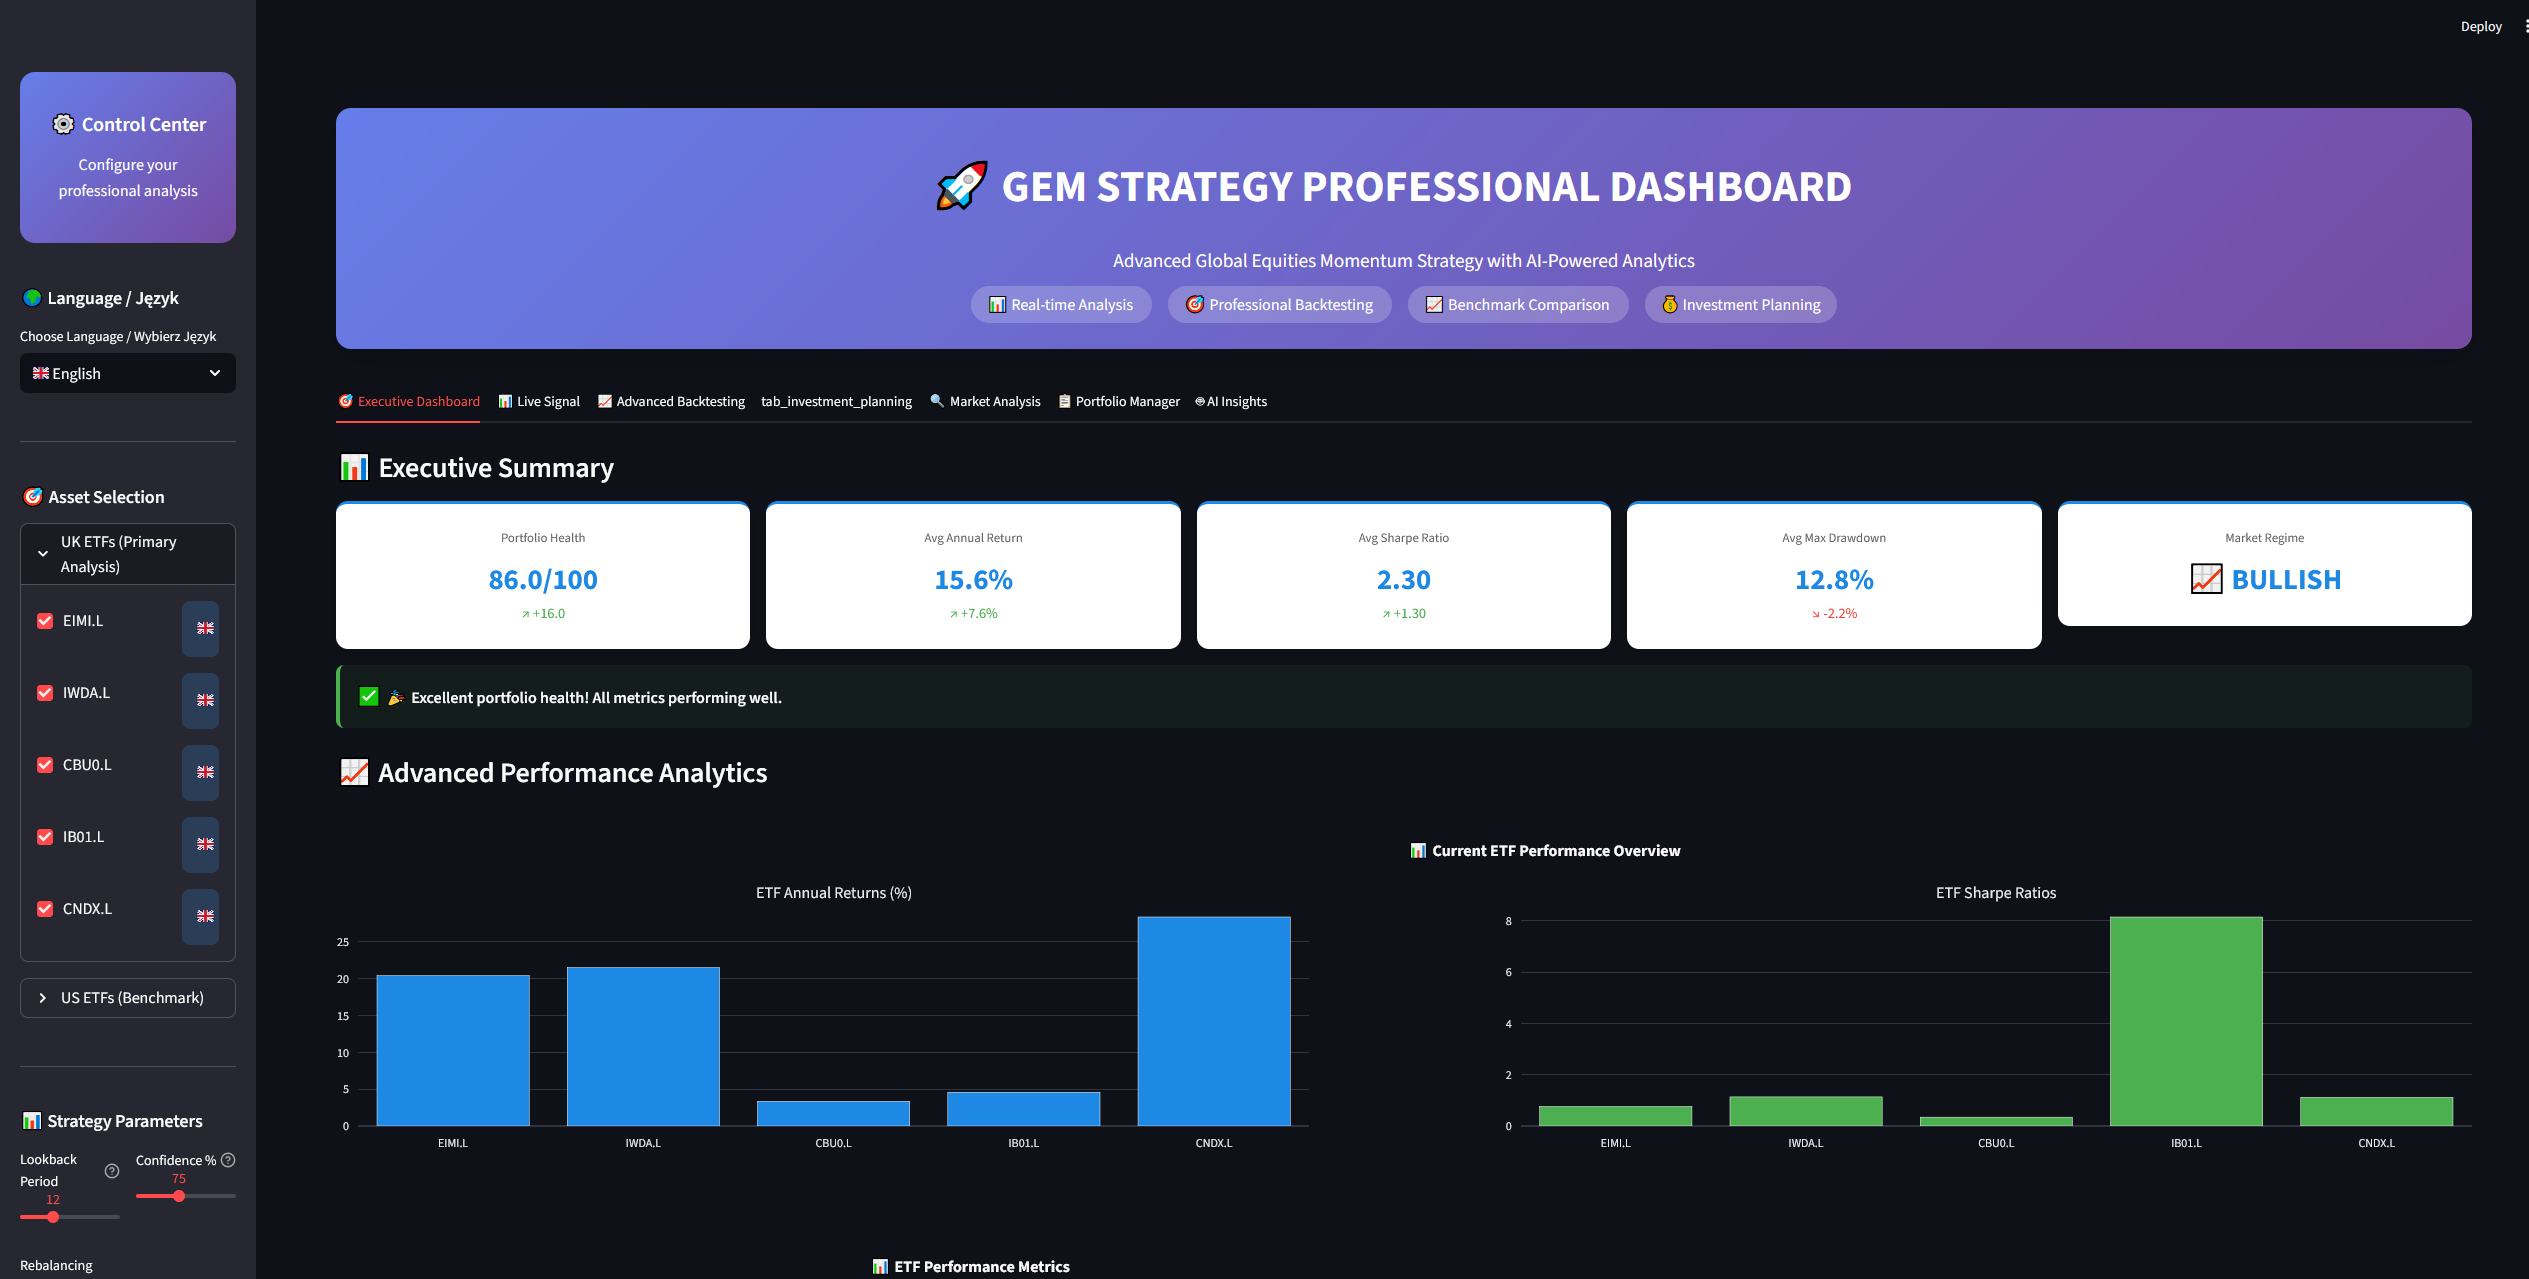 Deploy
Control Center
Configure your
professional analysis
Language / Język
Choose Language / Wybierz Język
English
Asset Selection
UK ETFs (Primary
Analysis)
EIMI.L
IWDA.L
CBU0.L
IB01.L
CNDX.L
US ETFs (Benchmark)
Strategy Parameters
Lookback
Period
12
Confidence %
75
Rebalancing
GEM STRATEGY PROFESSIONAL DASHBOARD
Advanced Global Equities Momentum Strategy with AI-Powered Analytics
Real-time Analysis Professional Backtesting Benchmark Comparison Investment Planning
Executive Dashboard Live Signal Advanced Backtesting tab_investment_planning Market Analysis Portfolio Manager AI Insights
Executive Summary
Portfolio Health
86.0/100
↗ +16.0
Avg Annual Return
15.6%
↗ +7.6%
Avg Sharpe Ratio
2.30
↗ +1.30
Avg Max Drawdown
12.8%
↘ -2.2%
Market Regime
BULLISH
Excellent portfolio health! All metrics performing well.
Advanced Performance Analytics
Current ETF Performance Overview
ETF Annual Returns (%)
25
20
15
10
5
0
EIMI.L IWDA.L CBU0.L IB01.L CNDX.L
ETF Sharpe Ratios
8
6
4
2
0
EIMI.L IWDA.L CBU0.L IB01.L CNDX.L
ETF Performance Metrics